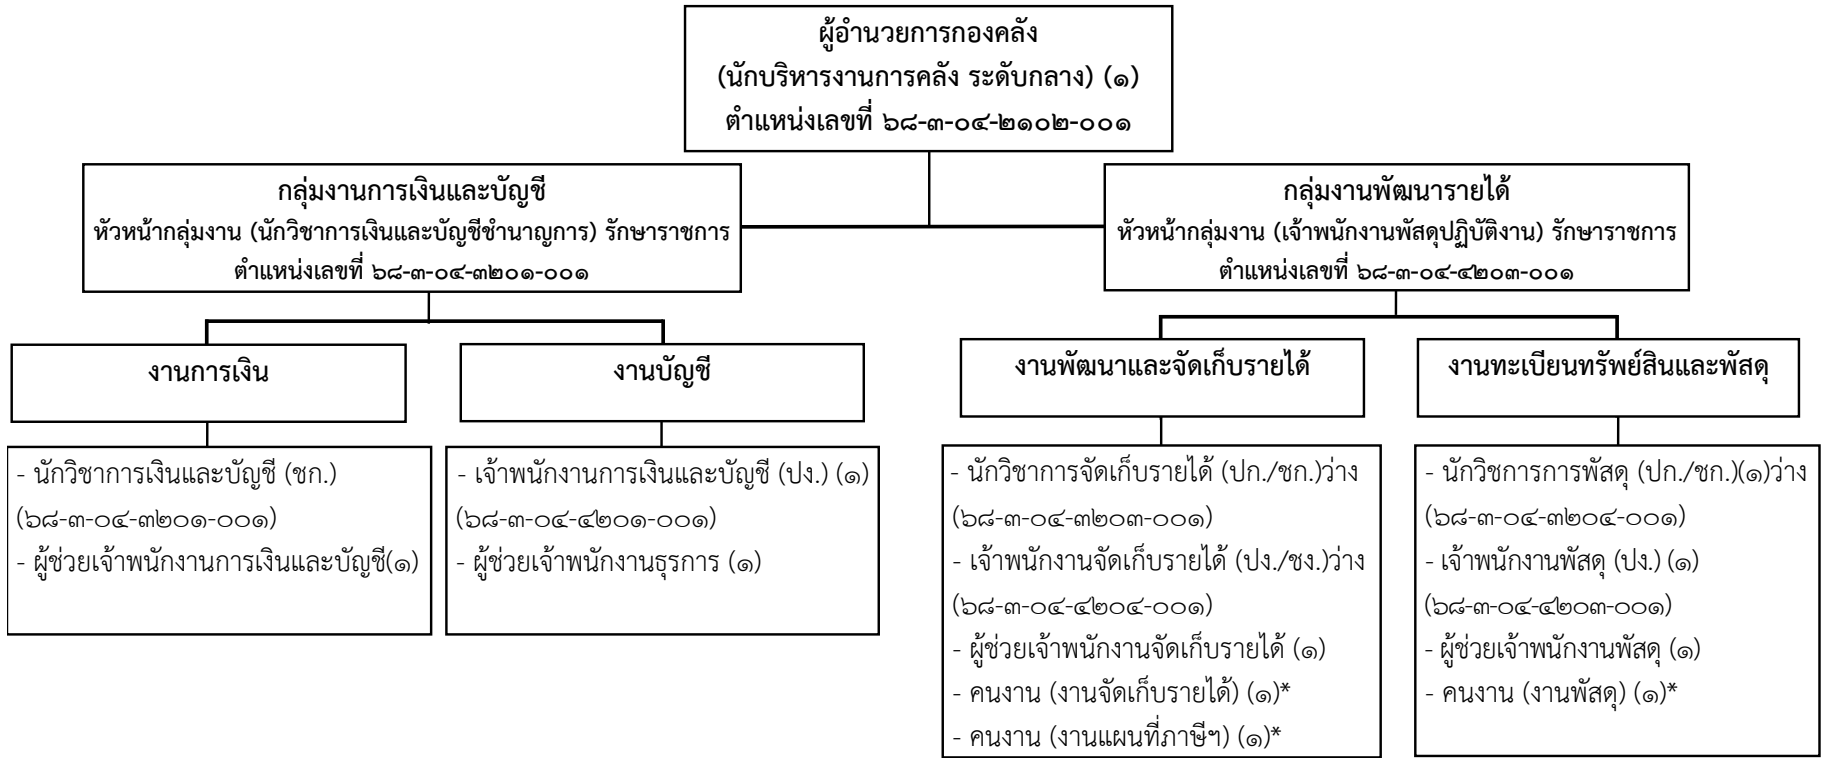 ผู้อำนวยการกองคลัง
(นักบริหารงานการคลัง ระดับกลาง) (๑)
ตำแหน่งเลขที่ ๖๘-๓-๐๔-๒๑๐๒-๐๐๑
กลุ่มงานการเงินและบัญชี
หัวหน้ากลุ่มงาน (นักวิชาการเงินและบัญชีชำนาญการ) รักษาราชการ
ตำแหน่งเลขที่ ๖๘-๓-๐๔-๓๒๐๑-๐๐๑
กลุ่มงานพัฒนารายได้
หัวหน้ากลุ่มงาน (เจ้าพนักงานพัสดุปฏิบัติงาน) รักษาราชการ
ตำแหน่งเลขที่ ๖๘-๓-๐๔-๔๒๐๓-๐๐๑
งานการเงิน
งานบัญชี
งานพัฒนาและจัดเก็บรายได้
งานทะเบียนทรัพย์สินและพัสดุ
- นักวิชาการเงินและบัญชี (ชก.)
(๖๘-๓-๐๔-๓๒๐๑-๐๐๑)
- ผู้ช่วยเจ้าพนักงานการเงินและบัญชี(๑)
- เจ้าพนักงานการเงินและบัญชี (ปง.) (๑)
(๖๘-๓-๐๔-๔๒๐๑-๐๐๑)
- ผู้ช่วยเจ้าพนักงานธุรการ (๑)
- นักวิชาการจัดเก็บรายได้ (ปก./ชก.)ว่าง
(๖๘-๓-๐๔-๓๒๐๓-๐๐๑)
- เจ้าพนักงานจัดเก็บรายได้ (ปง./ชง.)ว่าง
(๖๘-๓-๐๔-๔๒๐๔-๐๐๑)
- ผู้ช่วยเจ้าพนักงานจัดเก็บรายได้ (๑)
- คนงาน (งานจัดเก็บรายได้) (๑)*
- คนงาน (งานแผนที่ภาษีฯ) (๑)*
- นักวิชการการพัสดุ (ปก./ชก.)(๑)ว่าง
(๖๘-๓-๐๔-๓๒๐๔-๐๐๑)
- เจ้าพนักงานพัสดุ (ปง.) (๑)
(๖๘-๓-๐๔-๔๒๐๓-๐๐๑)
- ผู้ช่วยเจ้าพนักงานพัสดุ (๑)
- คนงาน (งานพัสดุ) (๑)*